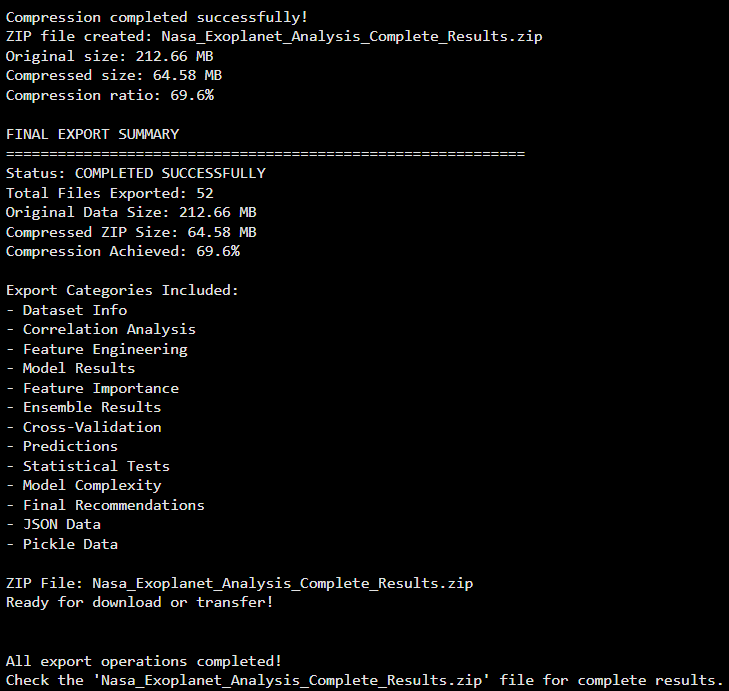 Compression completed successfully!
ZIP file created: Nasa_Exoplanet_Analysis_Complete_Results.zip
Original size: 212.66 MB
Compressed size: 64.58 MB
Compression ratio: 69.6%
FINAL EXPORT SUMMARY
============================================================
Status: COMPLETED SUCCESSFULLY
Total Files Exported: 52
Original Data Size: 212.66 MB
Compressed ZIP Size: 64.58 MB
Compression Achieved: 69.6%
Export Categories Included:
- Dataset Info
- Correlation Analysis
- Feature Engineering
- Model Results
- Feature Importance
- Ensemble Results
- Cross-Validation
- Predictions
- Statistical Tests
- Model Complexity
- Final Recommendations
- JSON Data
- Pickle Data
ZIP File: Nasa_Exoplanet_Analysis_Complete_Results.zip
Ready for download or transfer!
All export operations completed!
Check the 'Nasa_Exoplanet_Analysis_Complete_Results.zip' file for complete results.